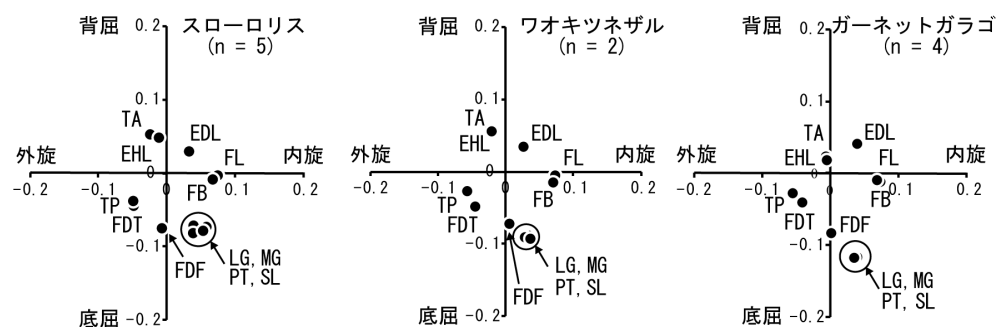 背屈
0.2
スローロリス
(n = 5)
0.1
TA
EHL
EDL
FL
外旋
内旋
-0.2
-0.1
0
0
0.1
0.2
TP
FDT
FB
-0.1
FDF
LG, MG
PT, SL
底屈
-0.2
背屈
0.2
ワオキツネザル
(n = 2)
0.1
TA
EHL
EDL
FL
外旋
内旋
-0.2
-0.1
0
0
0.1
0.2
TP
FDT
FB
-0.1
FDF
LG, MG
PT, SL
底屈
-0.2
背屈
0.2
ガーネットガラゴ
(n = 4)
0.1
TA
EHL
EDL
FL
外旋
内旋
-0.2
-0.1
0
0
0.1
0.2
TP
FDT
FB
FDF
-0.1
LG, MG
PT, SL
底屈
-0.2